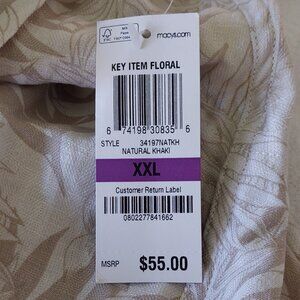 macys.com
KEY ITEM FLORAL
6 74198 30835 6
STYLE 34197NATKH
NATURAL KHAKI
XXL
Customer Return Label
0802277841662
MSRP $55.00